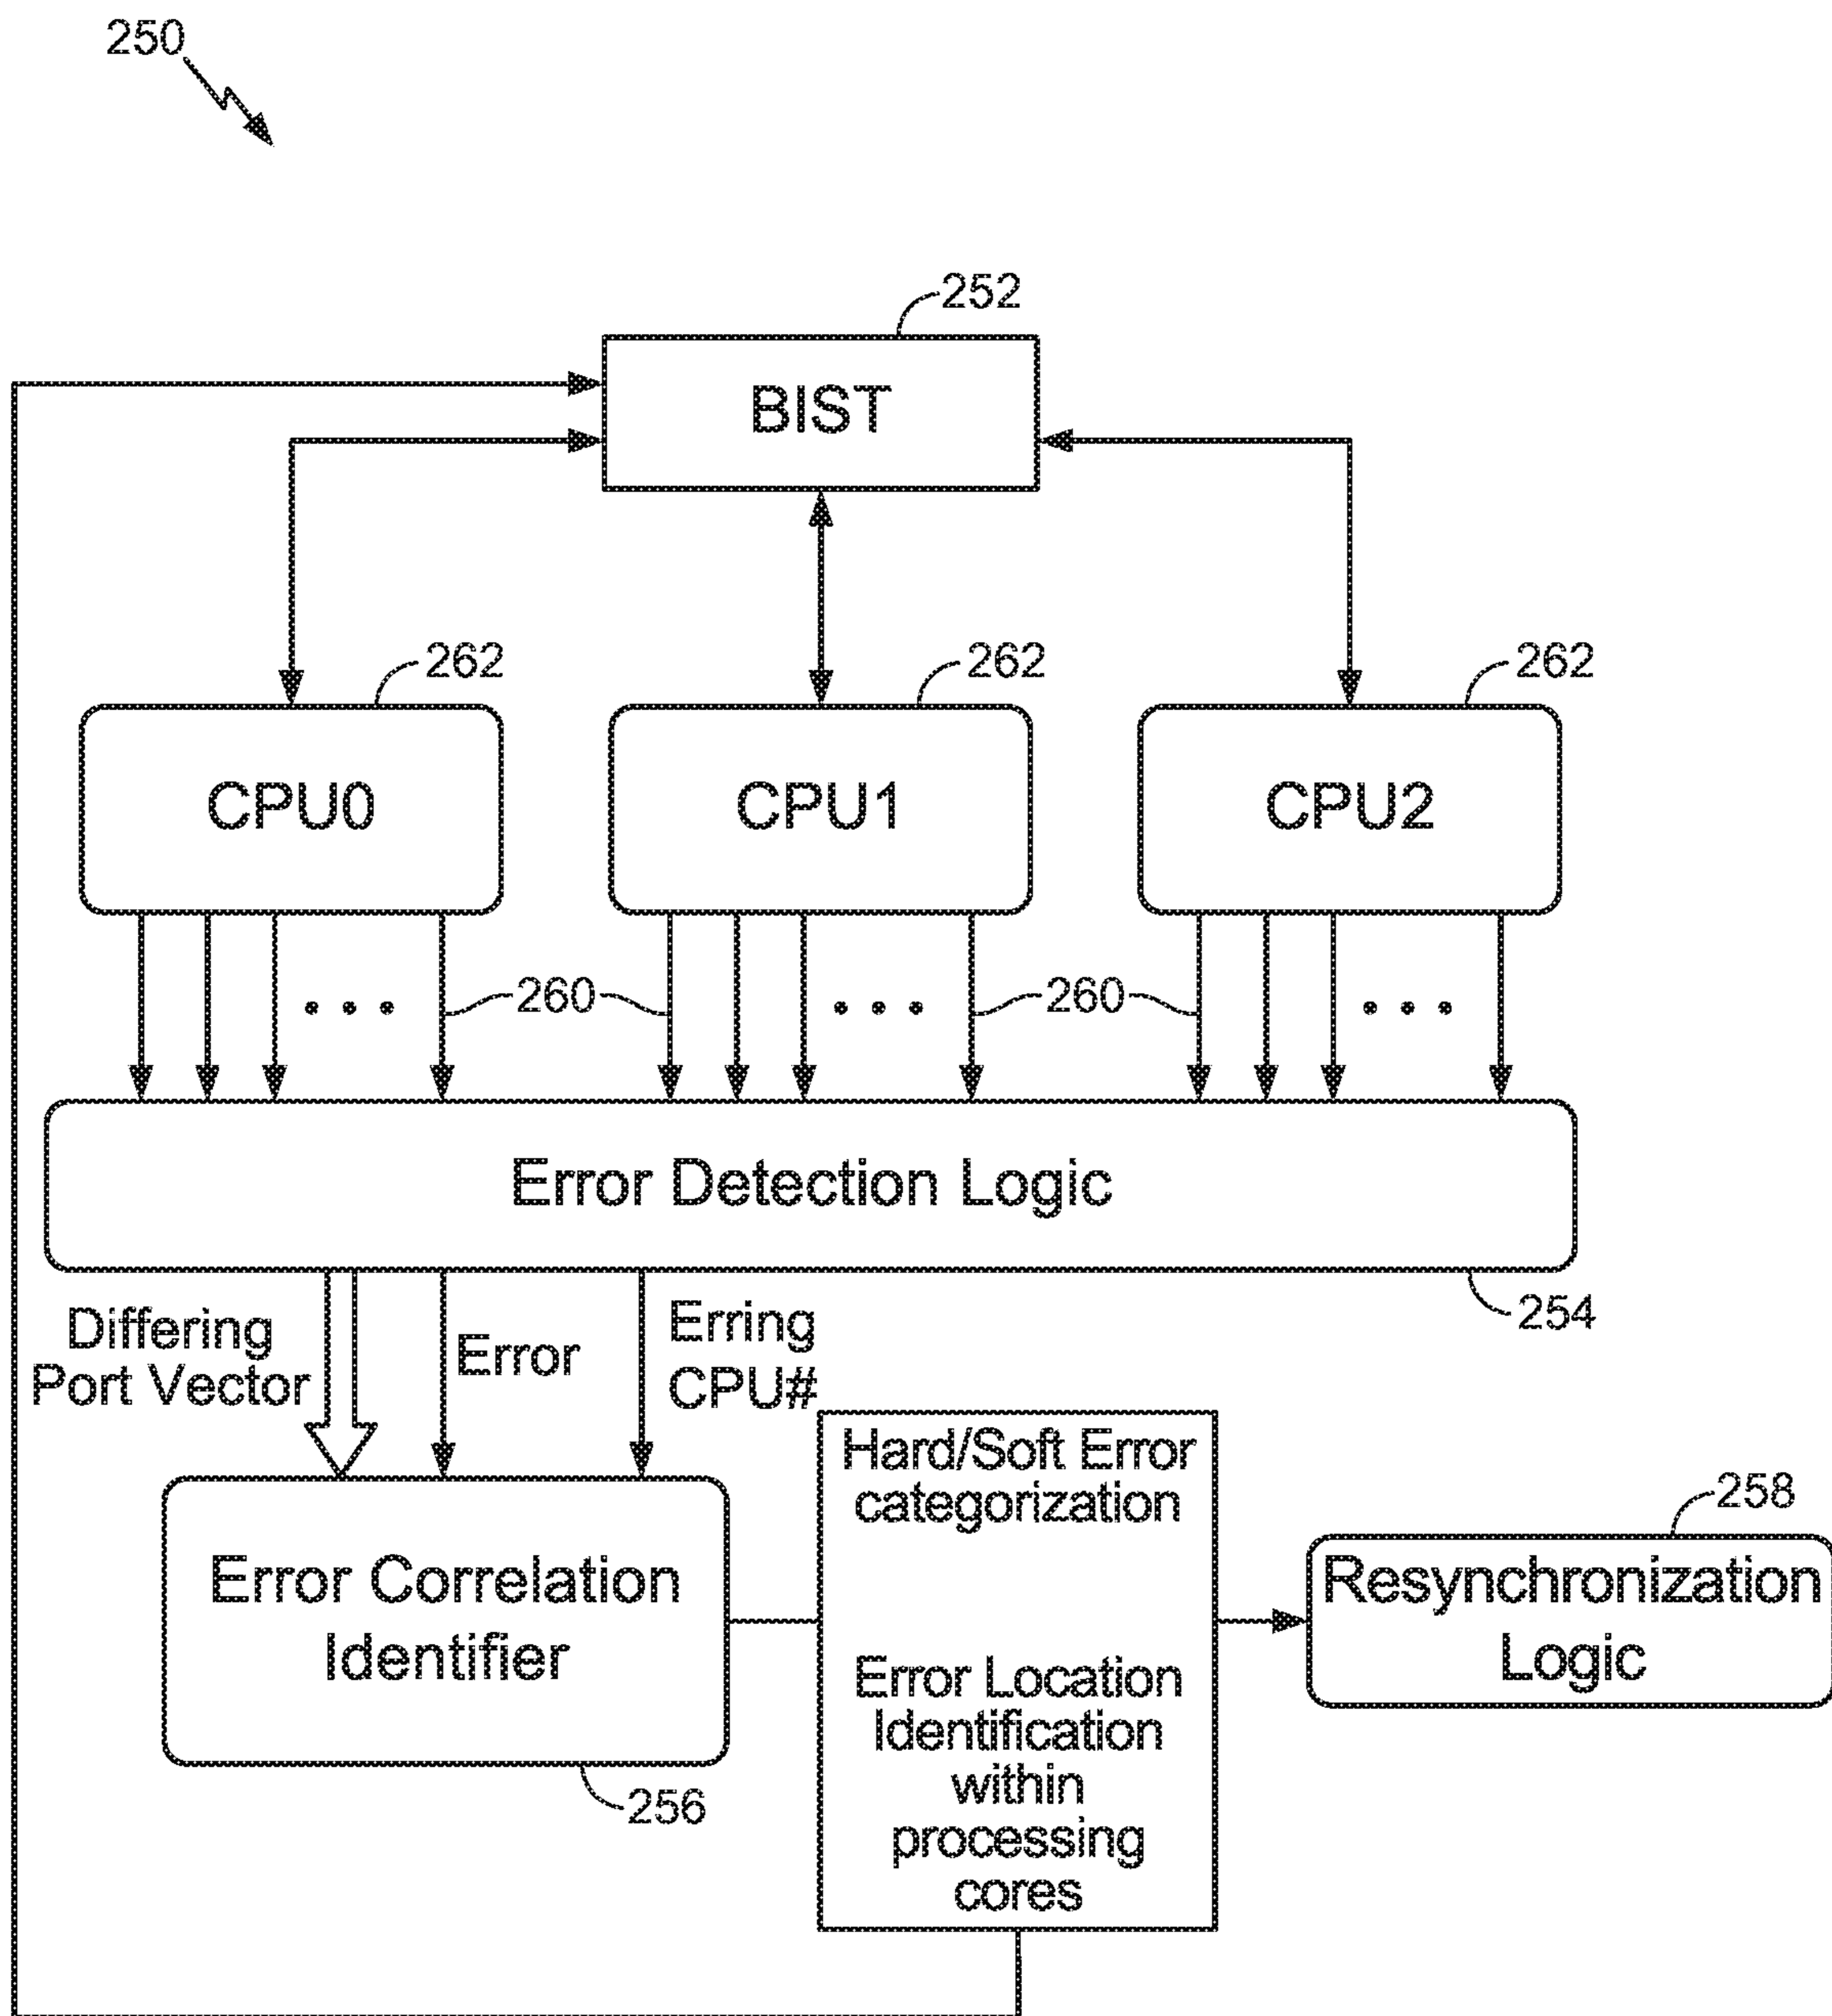 250
252
BIST
262
262
262
CPU0
CPU1
CPU2
260
260
Error Detection Logic
254
Differing
Port Vector
Error
Erring
CPU#
Hard/Soft Error
categorization
Error Location
Identification
within
processing
cores
Error Correlation
Identifier
256
258
Resynchronization
Logic